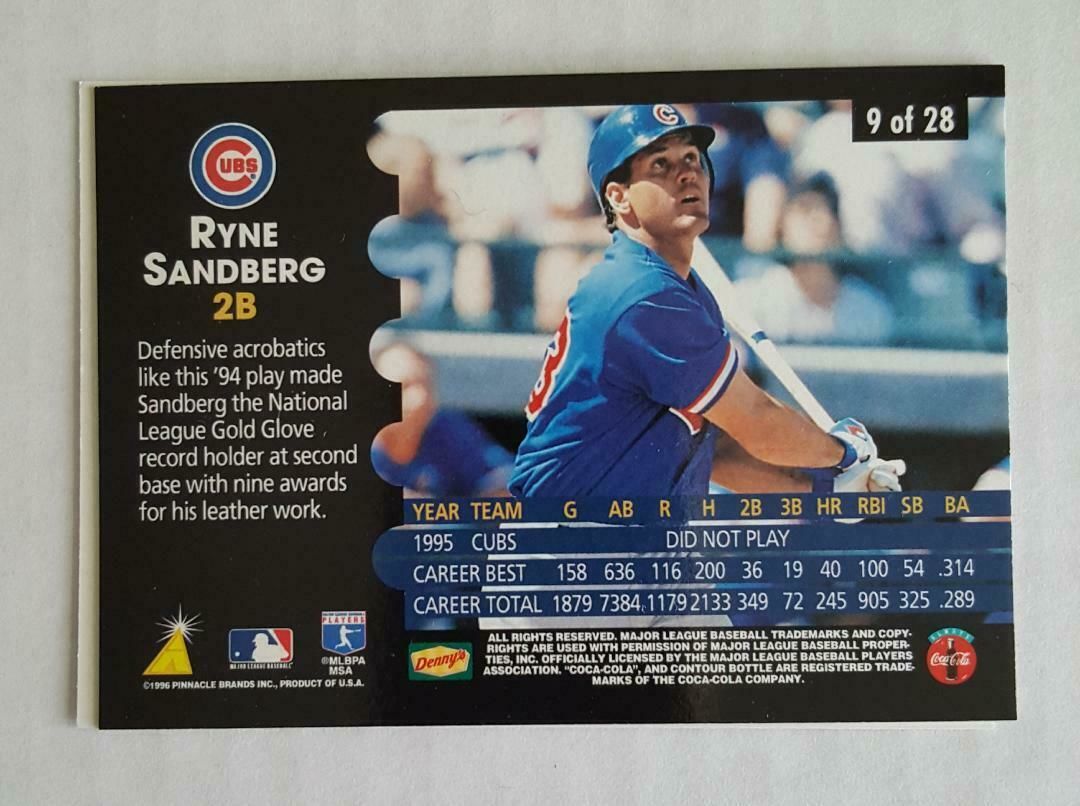 9 of 28
CUBS
RYNE
SANDBERG
2B
Defensive acrobatics
like this '94 play made
Sandberg the National
League Gold Glove
record holder at second
base with nine awards
for his leather work.
YEAR TEAM G AB R H 2B 3B HR RBI SB BA
1995 CUBS DID NOT PLAY
CAREER BEST 158 636 116 200 36 19 40 100 54 .314
CAREER TOTAL 1879 7384 1179 2133 349 72 245 905 325 .289
MAJOR LEAGUE BASEBALL
PLAYERS
®MLBPA
MSA
©1996 PINNACLE BRANDS INC., PRODUCT OF U.S.A.
Denny's
ALL RIGHTS RESERVED. MAJOR LEAGUE BASEBALL TRADEMARKS AND COPY-
RIGHTS ARE USED WITH PERMISSION OF MAJOR LEAGUE BASEBALL PROPER-
TIES, INC. OFFICIALLY LICENSED BY THE MAJOR LEAGUE BASEBALL PLAYERS
ASSOCIATION. "COCA-COLA", AND CONTOUR BOTTLE ARE REGISTERED TRADE-
MARKS OF THE COCA-COLA COMPANY.
ALWAYS
Coca-Cola